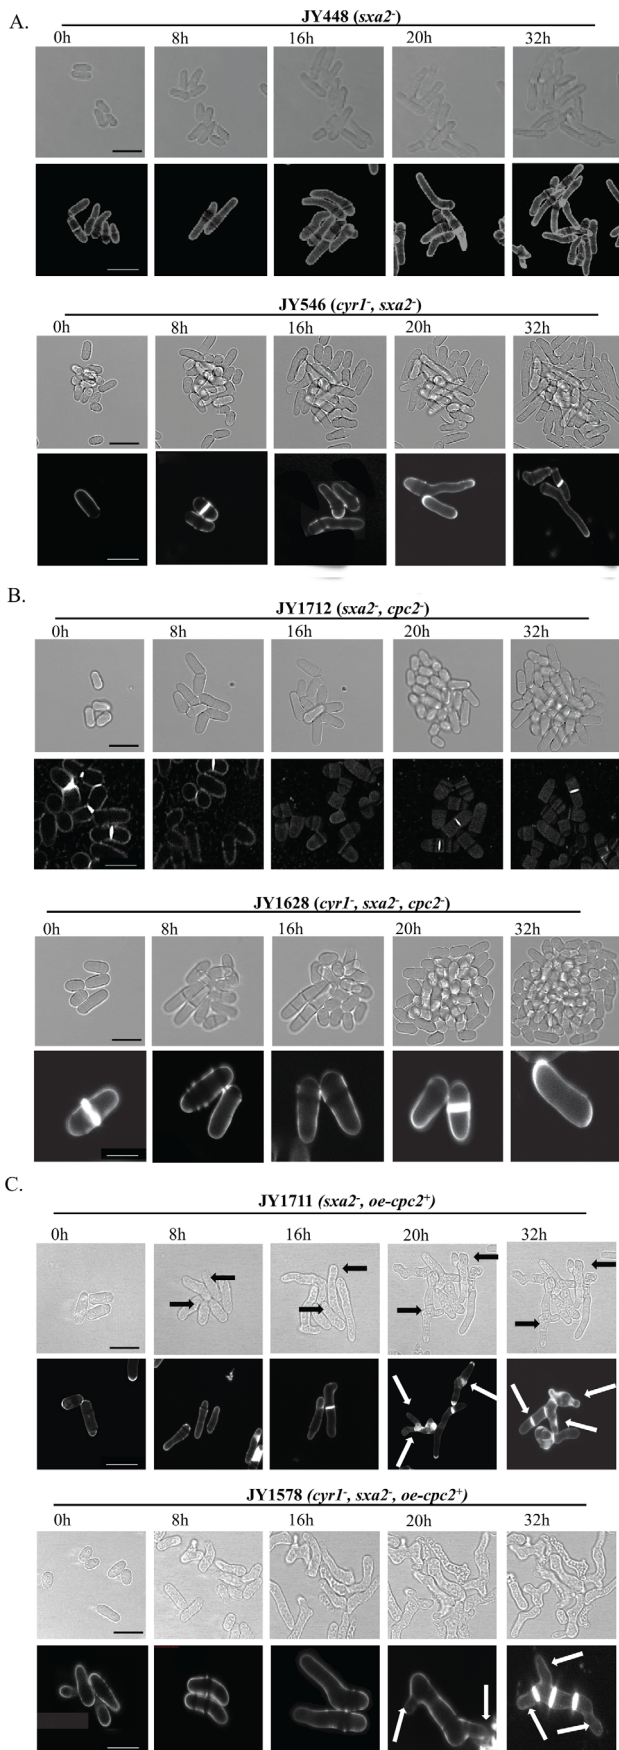 A.
JY448 (sxa2-)
0h 8h 16h 20h 32h
JY546 (cyr1-, sxa2-)
0h 8h 16h 20h 32h
B.
JY1712 (sxa2-, cpc2-)
0h 8h 16h 20h 32h
JY1628 (cyr1-, sxa2-, cpc2-)
0h 8h 16h 20h 32h
C.
JY1711 (sxa2-, oe-cpc2+)
0h 8h 16h 20h 32h
JY1578 (cyr1-, sxa2-, oe-cpc2+)
0h 8h 16h 20h 32h